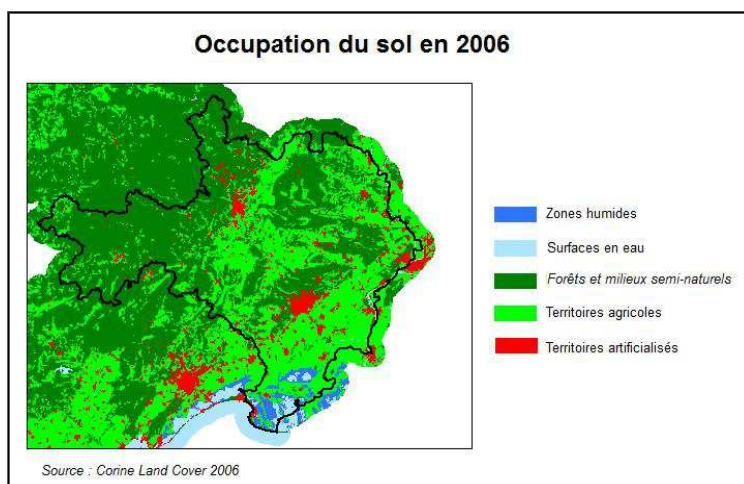 Occupation du sol en 2006
Zones humides
Surfaces en eau
Forêts et milieux semi-naturels
Territoires agricoles
Territoires artificialisés
Source : Corine Land Cover 2006